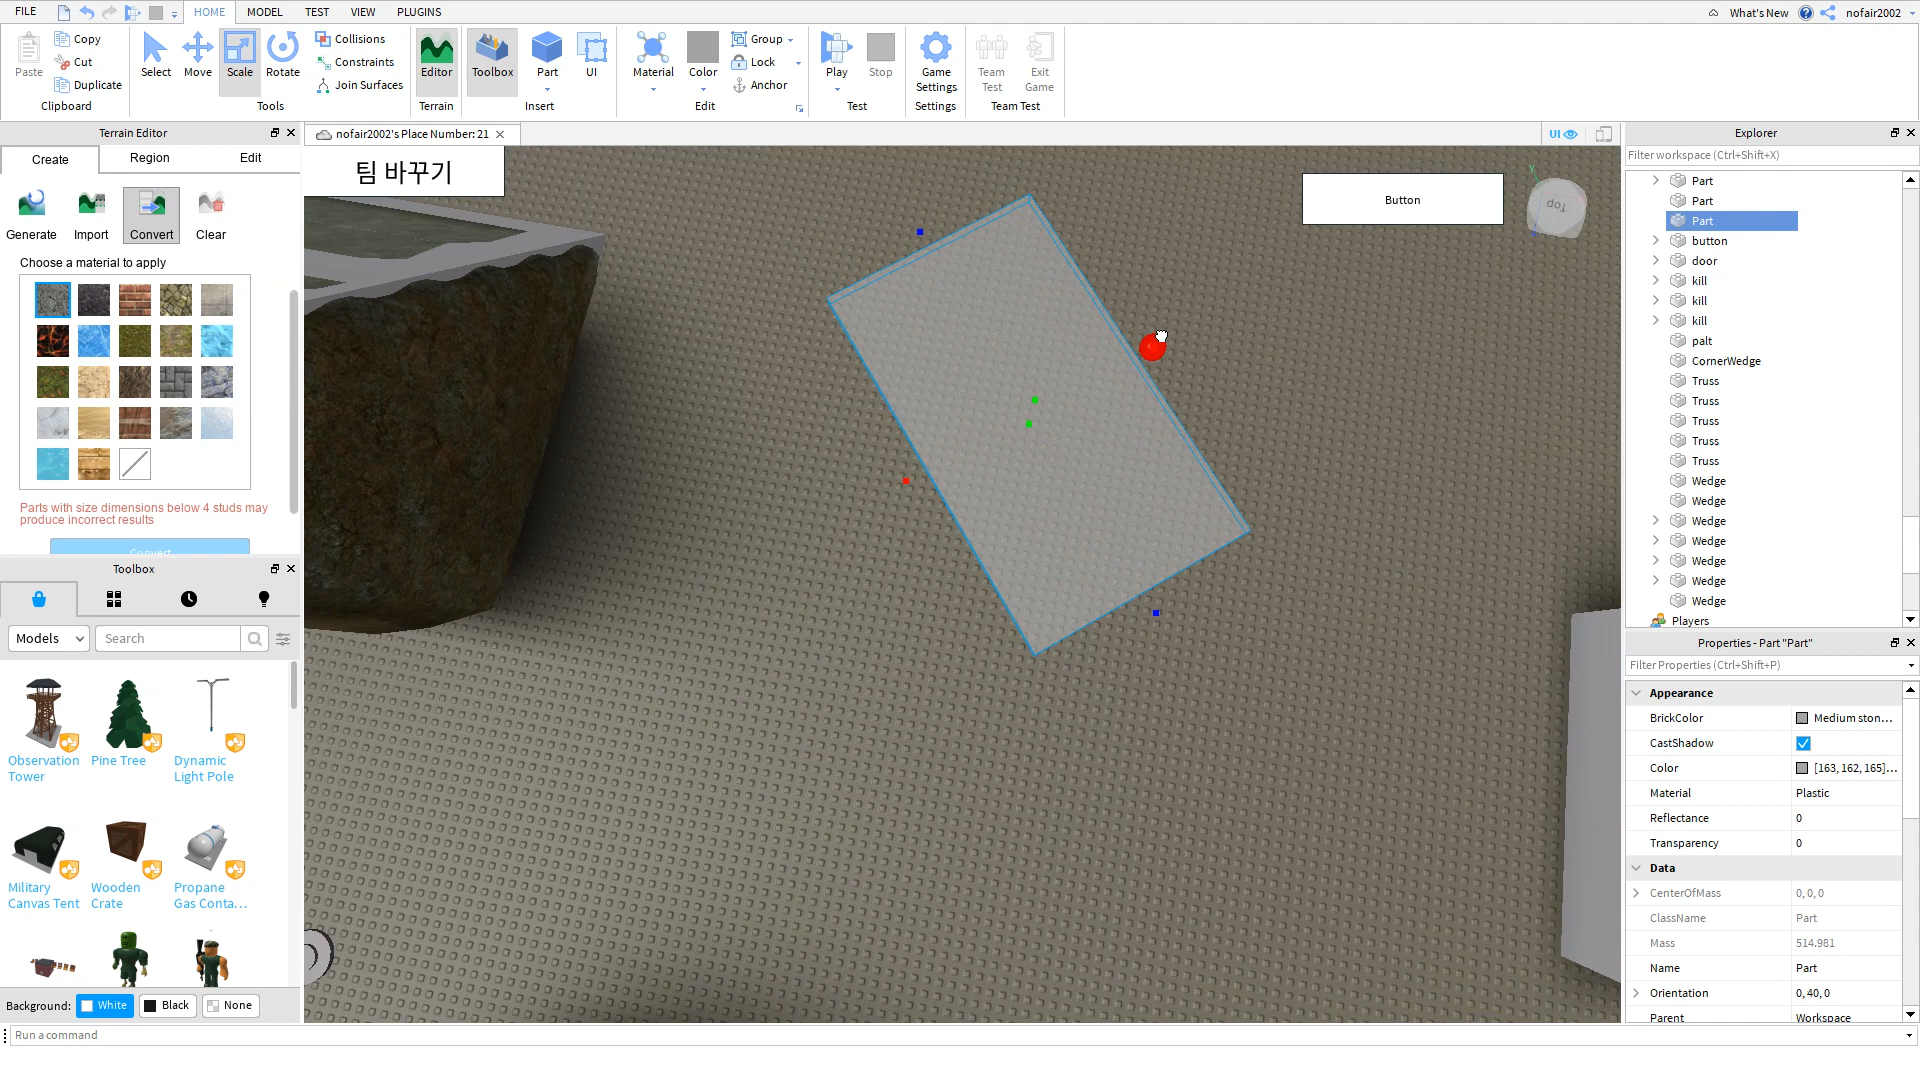 FILE
HOME
MODEL
TEST
VIEW
PLUGINS
What's New
nofair2002
Paste
Copy
Cut
Duplicate
Clipboard
Select
Move
Scale
Rotate
Collisions
Constraints
Join Surfaces
Tools
Editor
Terrain
Toolbox
Part
UI
Insert
Material
Color
Group
Lock
Anchor
Edit
Play
Stop
Test
Game
Settings
Settings
Team
Test
Exit
Game
Team Test
Terrain Editor
Create
Region
Edit
Generate
Import
Convert
Clear
Choose a material to apply
Parts with size dimensions below 4 studs may
produce incorrect results
Convert
Toolbox
Models
Search
Observation
Tower
Pine Tree
Dynamic
Light Pole
Military
Canvas Tent
Wooden
Crate
Propane
Gas Conta...
Background:
White
Black
None
Run a command
nofair2002's Place Number: 21
UI
팀 바꾸기
Button
Top
Y
Explorer
Filter workspace (Ctrl+Shift+X)
Part
Part
Part
button
door
kill
kill
kill
palt
CornerWedge
Truss
Truss
Truss
Truss
Truss
Wedge
Wedge
Wedge
Wedge
Wedge
Wedge
Wedge
Players
Properties - Part "Part"
Filter Properties (Ctrl+Shift+P)
Appearance
BrickColor
Medium ston...
CastShadow
Color
[163, 162, 165]...
Material
Plastic
Reflectance
0
Transparency
0
Data
CenterOfMass
0, 0, 0
ClassName
Part
Mass
514.981
Name
Part
Orientation
0, 40, 0
Parent
Workspace